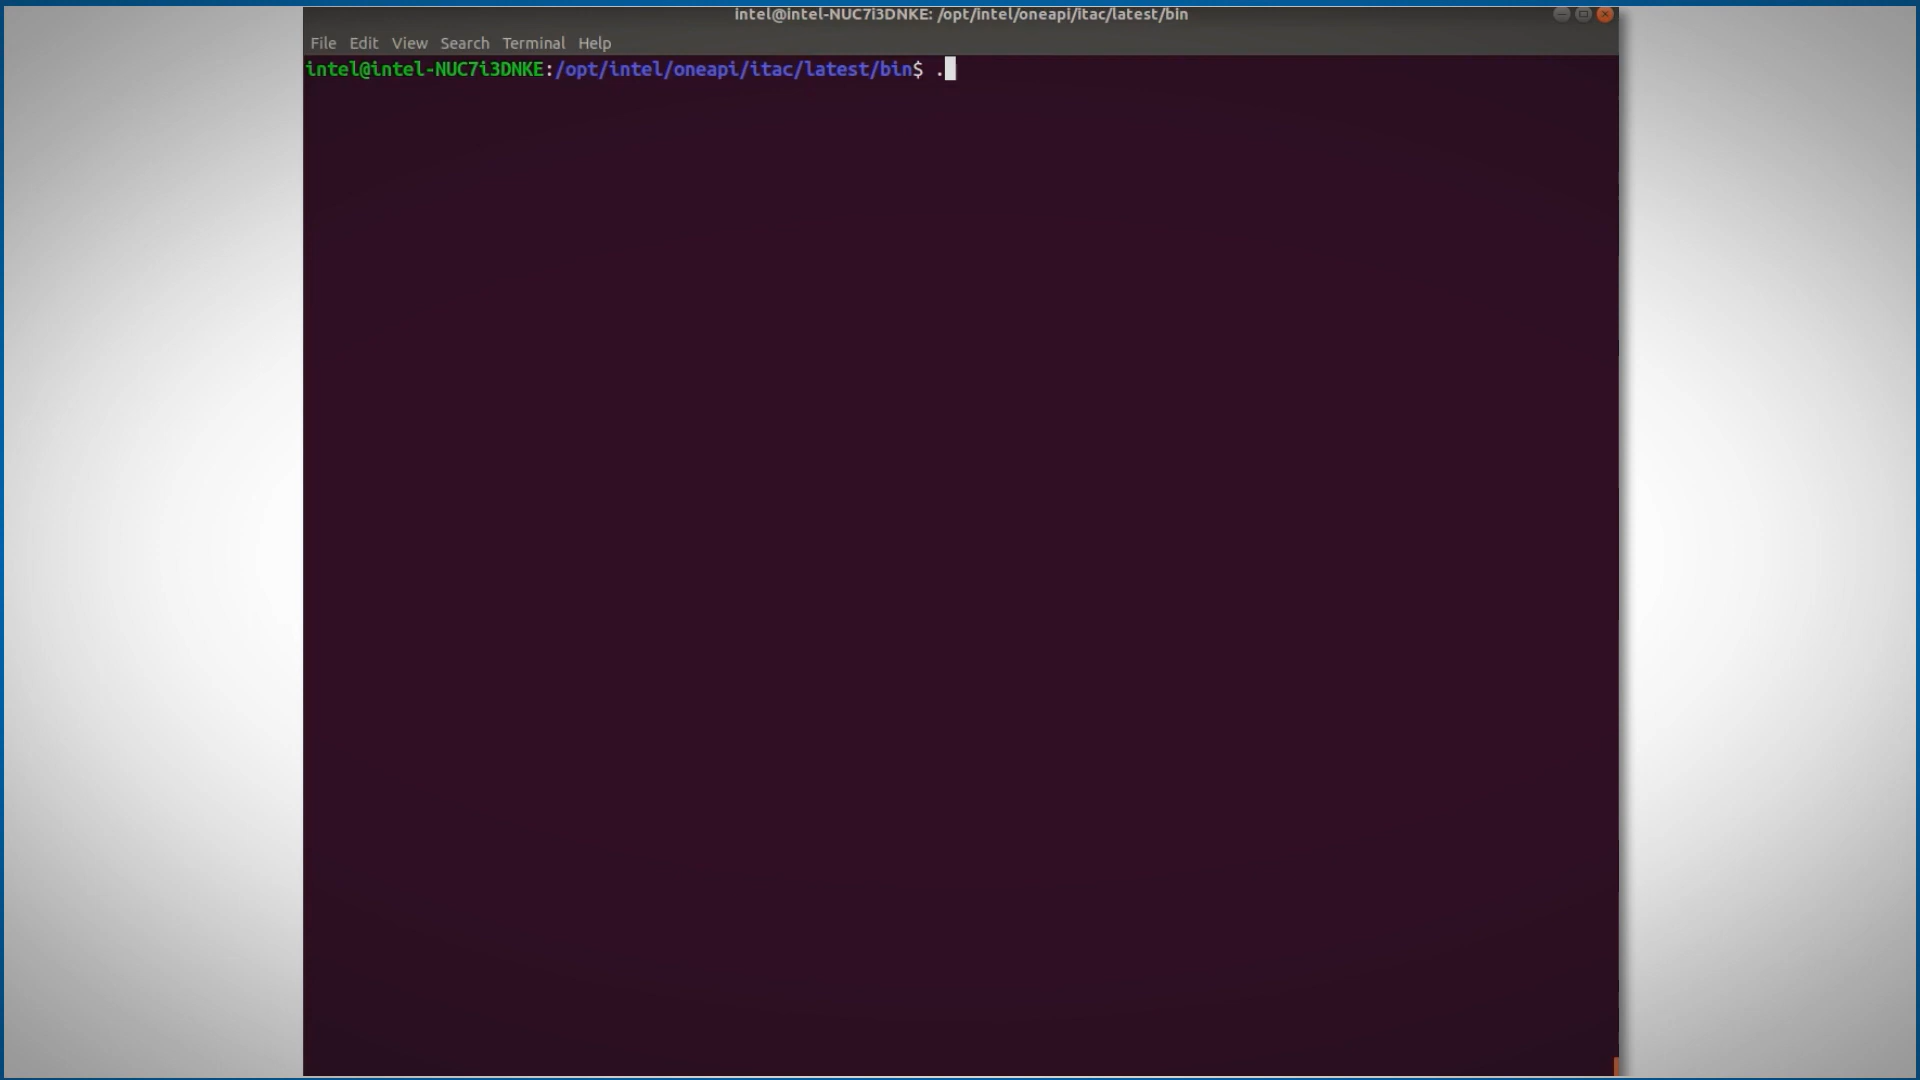 intel@intel-NUC7i3DNKE: /opt/intel/oneapi/itac/latest/bin
File Edit View Search Terminal Help
intel@intel-NUC7i3DNKE:/opt/intel/oneapi/itac/latest/bin$ .